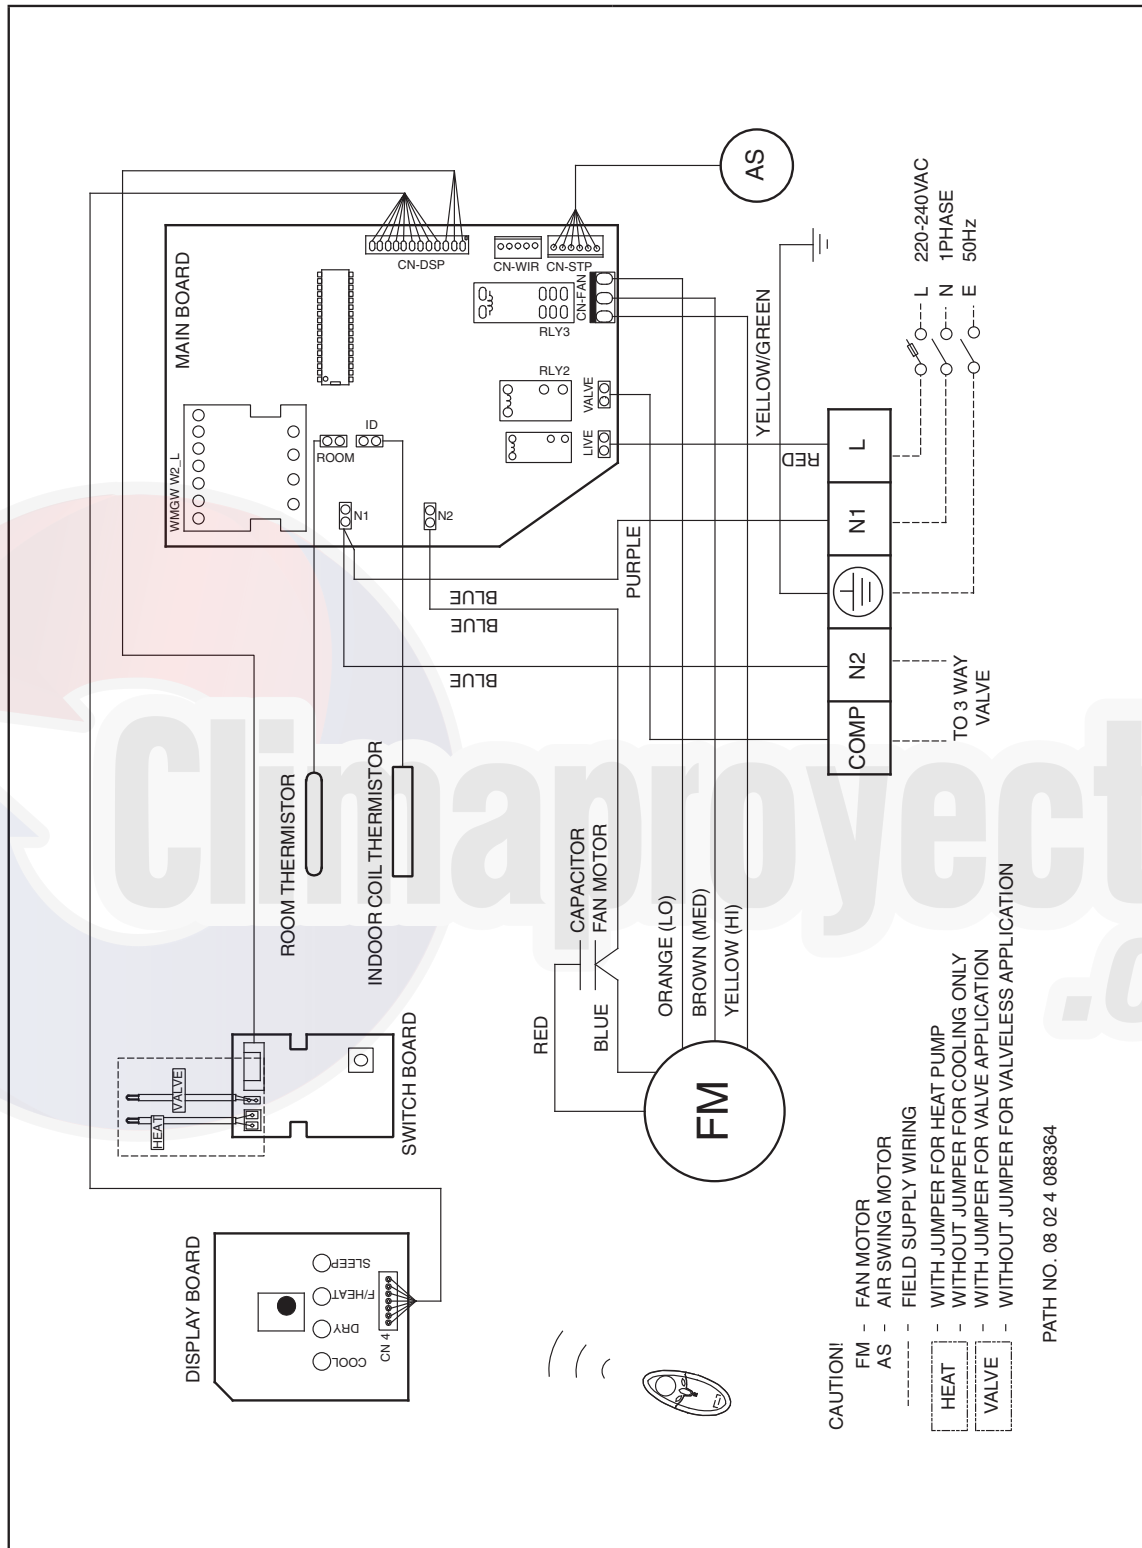 MAIN BOARD
WMGW W2_L
CN-DSP
CN-WIR
CN-STP
CN-FAN
RLY3
RLY2
VALVE
LIVE
ROOM
ID
N1
N2
AS
YELLOW/GREEN
RED
PURPLE
BLUE
BLUE
BLUE
L
N1
N2
COMP
L 220-240VAC
N 1PHASE
E 50Hz
TO 3 WAY
VALVE
ROOM THERMISTOR
INDOOR COIL THERMISTOR
CAPACITOR
FAN MOTOR
RED
BLUE
ORANGE (LO)
BROWN (MED)
YELLOW (HI)
FM
SWITCH BOARD
HEAT
VALVE
DISPLAY BOARD
COOL
DRY
F/HEAT
SLEEP
CN 4
CAUTION!
FM - FAN MOTOR
AS - AIR SWING MOTOR
- FIELD SUPPLY WIRING
HEAT - WITH JUMPER FOR HEAT PUMP
- WITHOUT JUMPER FOR COOLING ONLY
VALVE - WITH JUMPER FOR VALVE APPLICATION
- WITHOUT JUMPER FOR VALVELESS APPLICATION
PATH NO. 08 02 4 088364
Climaproyect
.c